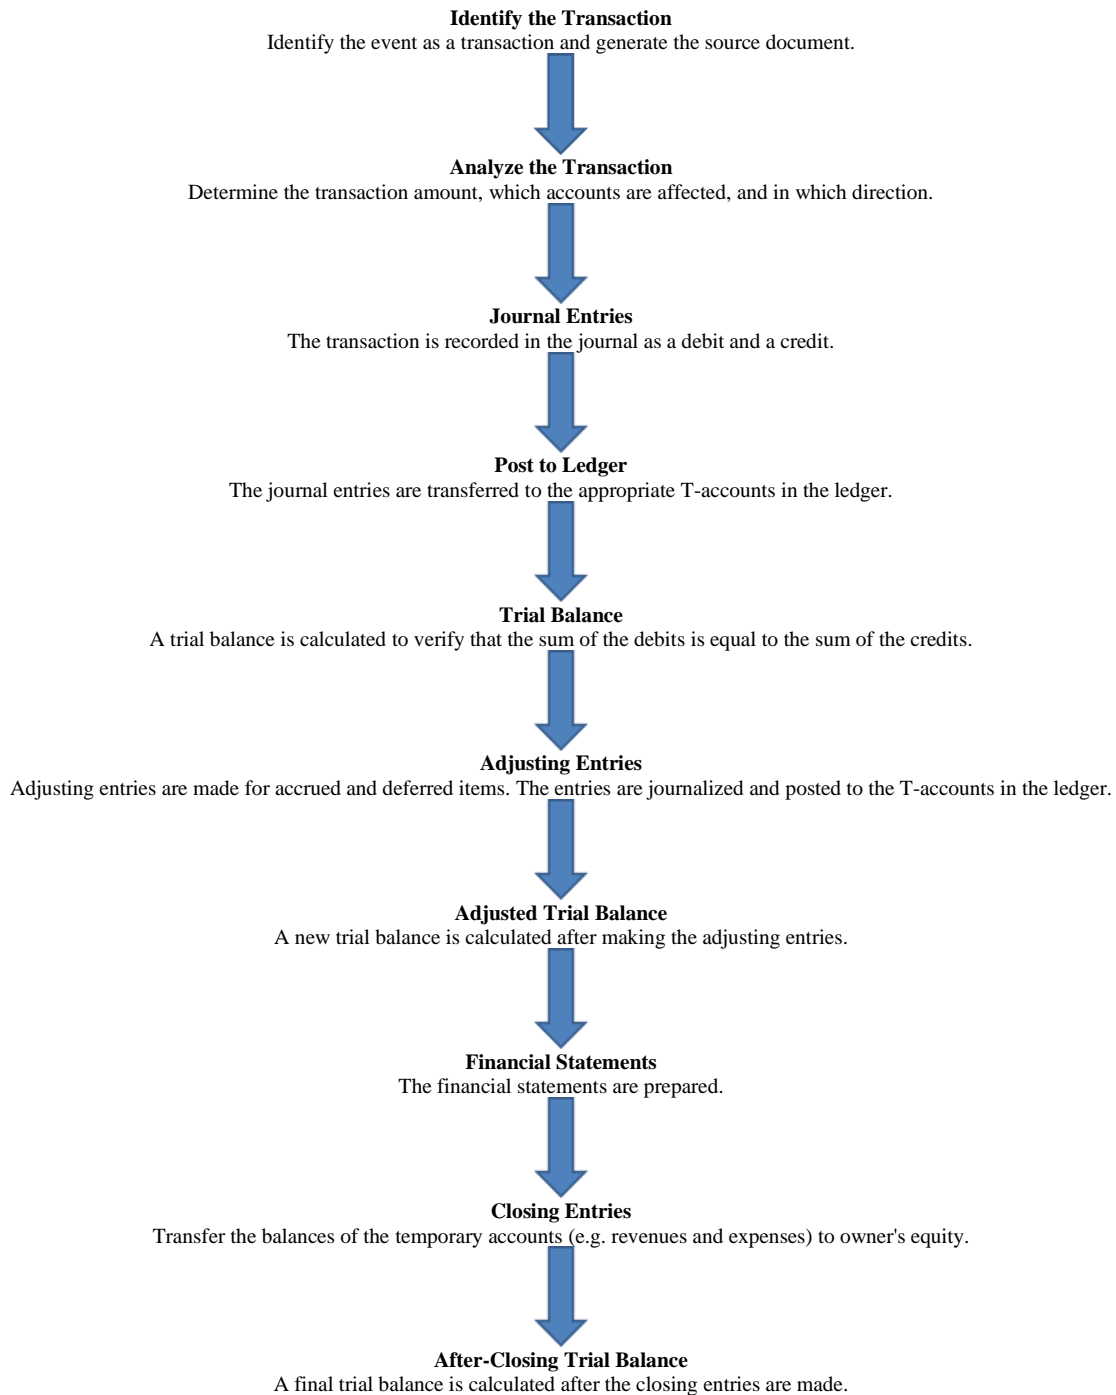 Identify the Transaction
Identify the event as a transaction and generate the source document.
Analyze the Transaction
Determine the transaction amount, which accounts are affected, and in which direction.
Journal Entries
The transaction is recorded in the journal as a debit and a credit.
Post to Ledger
The journal entries are transferred to the appropriate T-accounts in the ledger.
Trial Balance
A trial balance is calculated to verify that the sum of the debits is equal to the sum of the credits.
Adjusting Entries
Adjusting entries are made for accrued and deferred items. The entries are journalized and posted to the T-accounts in the ledger.
Adjusted Trial Balance
A new trial balance is calculated after making the adjusting entries.
Financial Statements
The financial statements are prepared.
Closing Entries
Transfer the balances of the temporary accounts (e.g. revenues and expenses) to owner's equity.
After-Closing Trial Balance
A final trial balance is calculated after the closing entries are made.